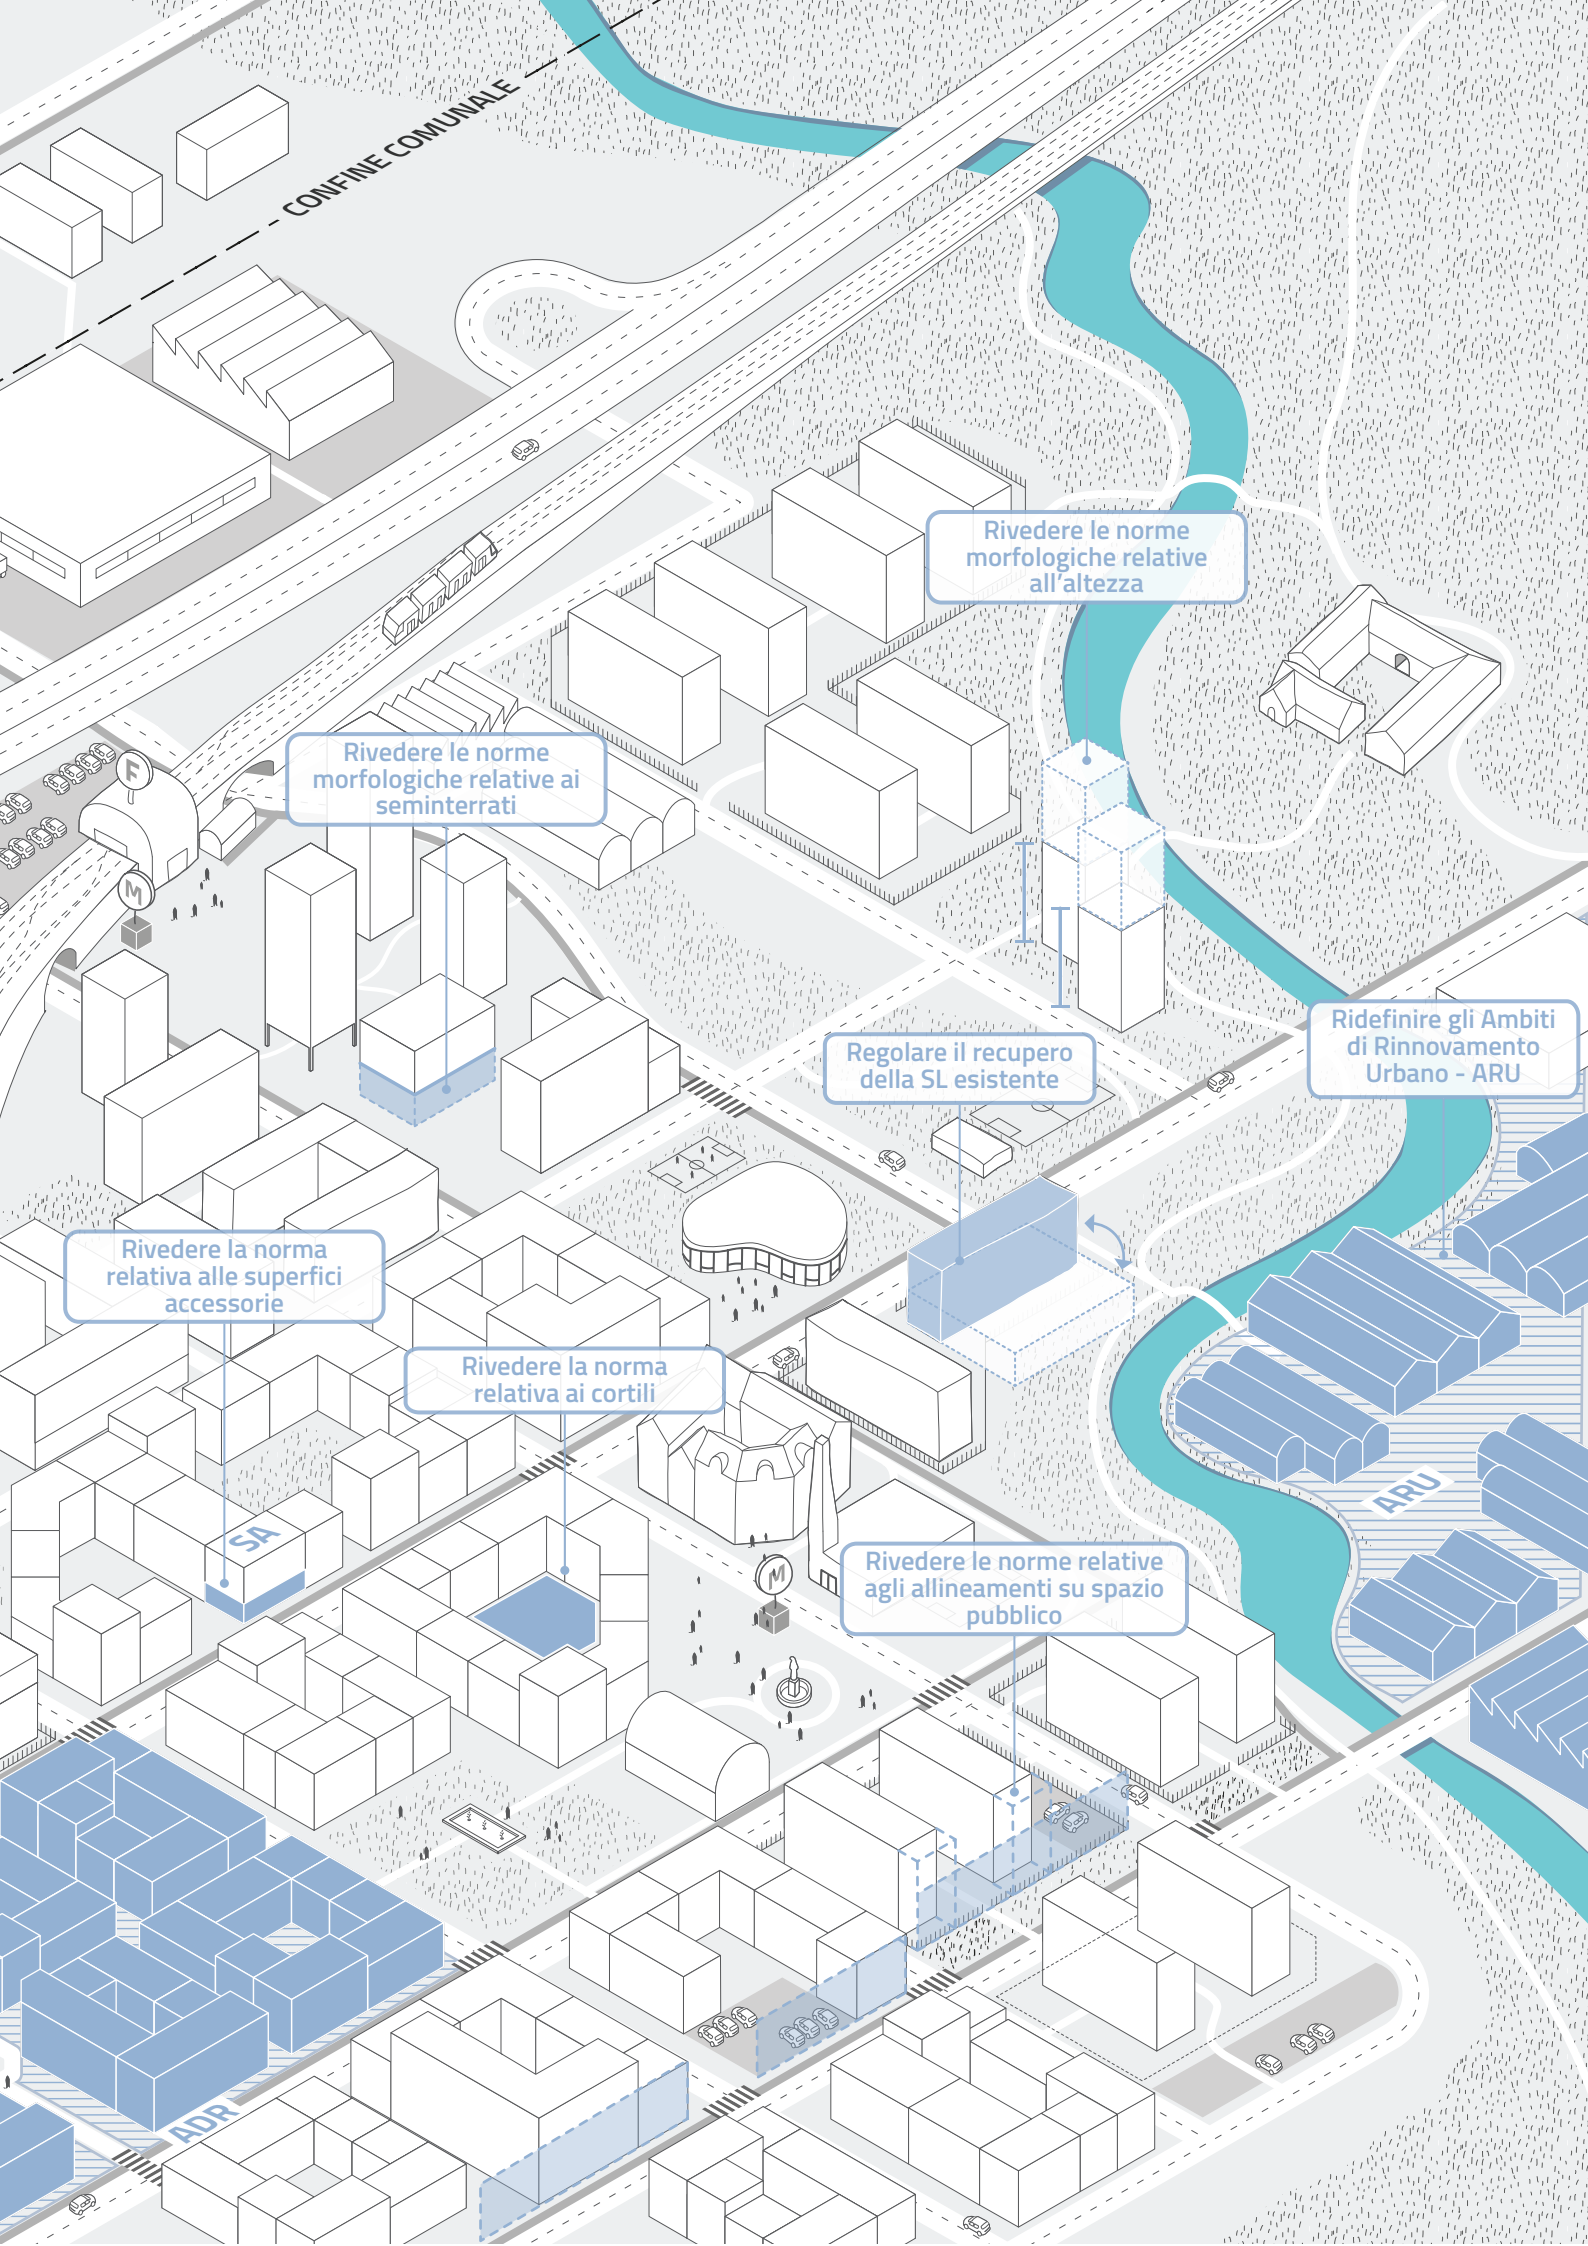 CONFINE COMUNALE
Rivedere le norme
morfologiche relative
all'altezza
Rivedere le norme
morfologiche relative ai
seminterrati
F
M
Ridefinire gli Ambiti
di Rinnovamento
Urbano - ARU
Regolare il recupero
della SL esistente
Rivedere la norma
relativa alle superfici
accessorie
Rivedere la norma
relativa ai cortili
ARU
SA
Rivedere le norme relative
agli allineamenti su spazio
pubblico
M
ADR